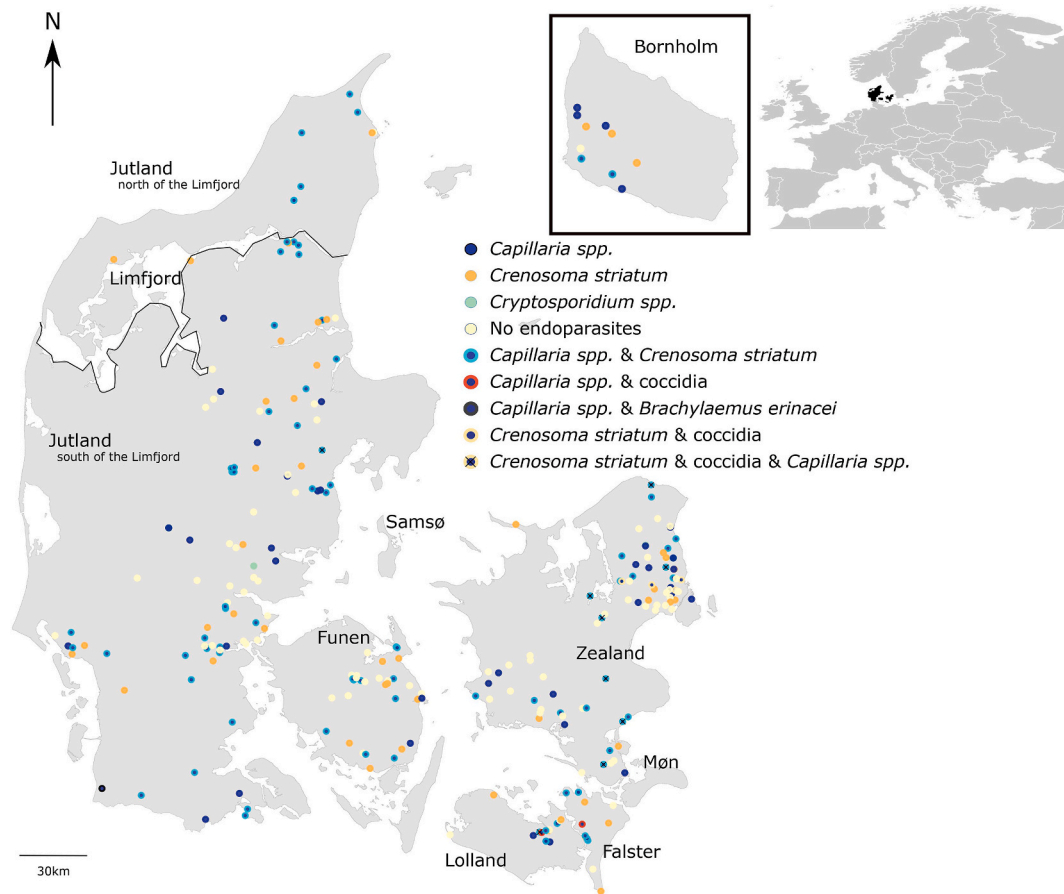 N
Bornholm
Jutland
north of the Limfjord
Limfjord
Capillaria spp.
Crenosoma striatum
Cryptosporidium spp.
No endoparasites
Capillaria spp. & Crenosoma striatum
Capillaria spp. & coccidia
Capillaria spp. & Brachylaemus erinacei
Crenosoma striatum & coccidia
Crenosoma striatum & coccidia & Capillaria spp.
Jutland
south of the Limfjord
Samsø
Funen
Zealand
Møn
Lolland
Falster
30km